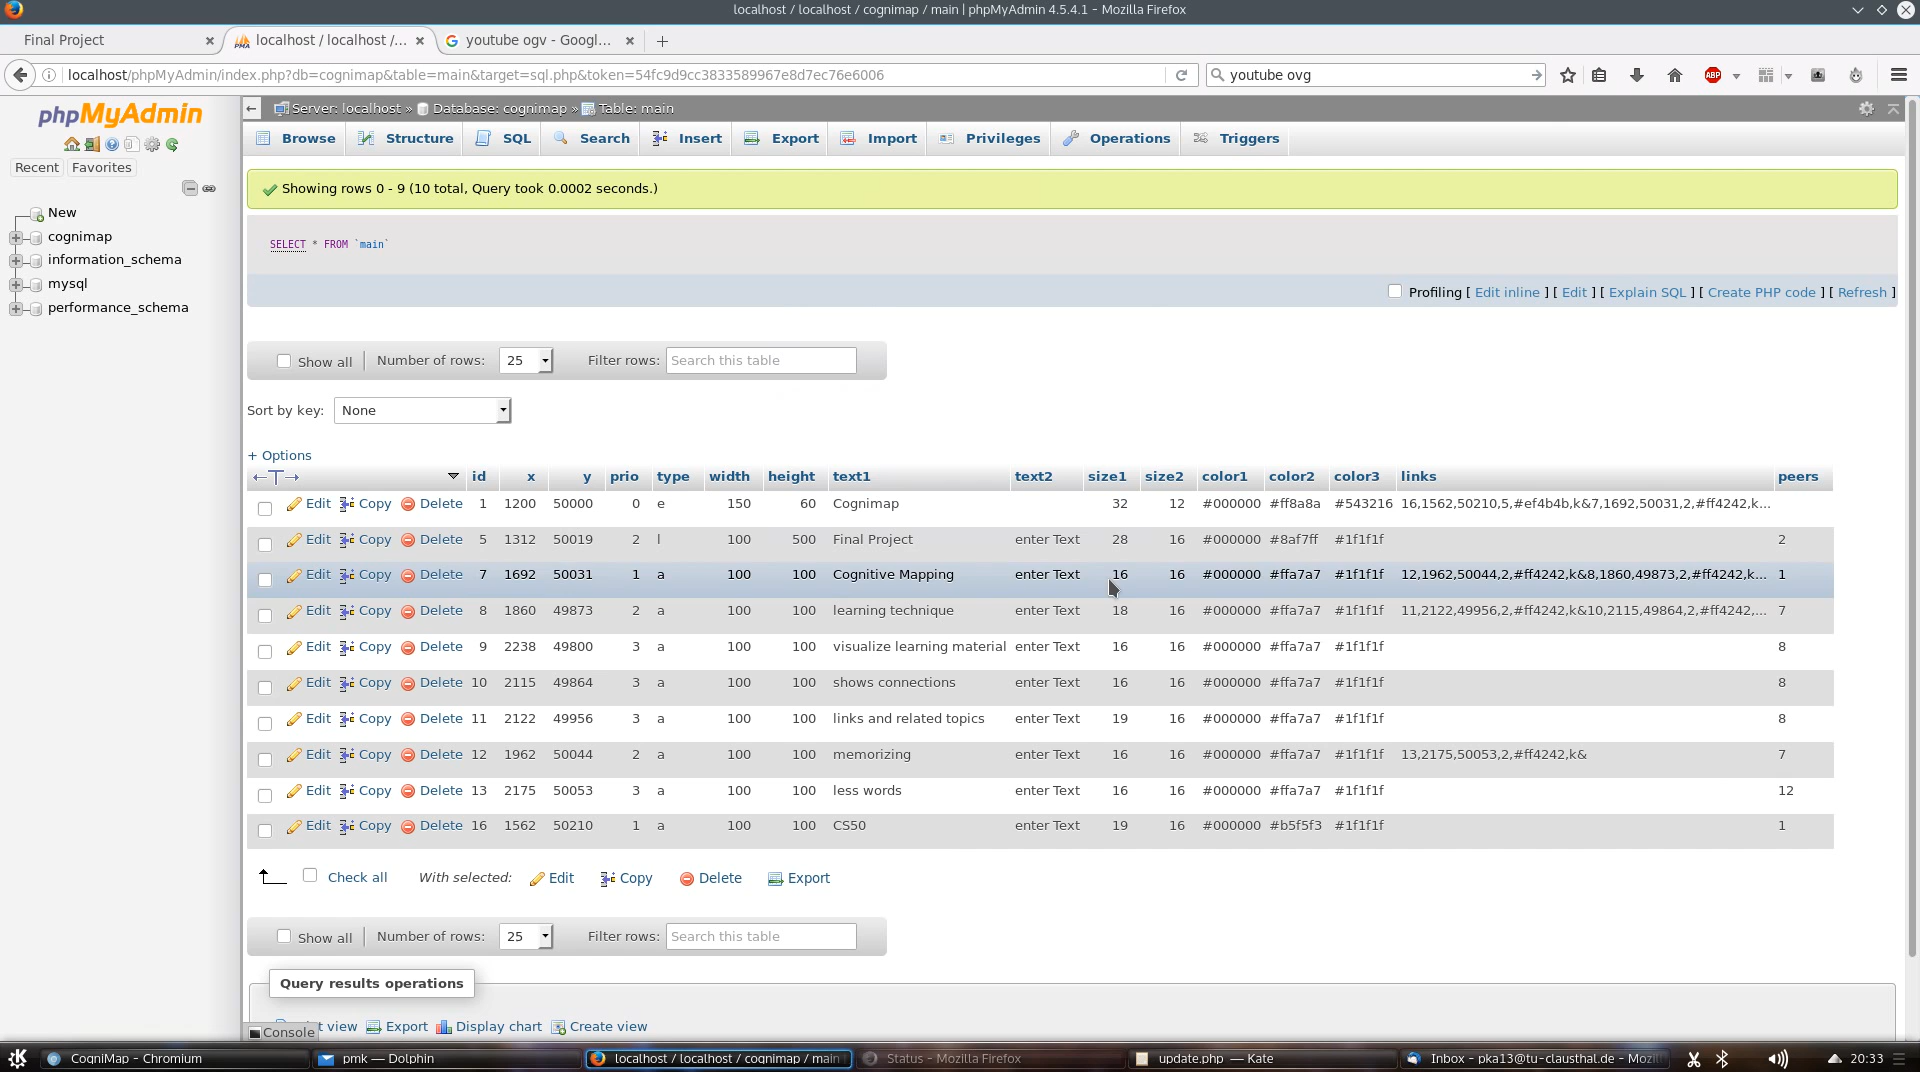 localhost / localhost / cognimap / main | phpMyAdmin 4.5.4.1 - Mozilla Firefox
Final Project
localhost / localhost /...
youtube ogv - Googl...
localhost/phpMyAdmin/index.php?db=cognimap&table=main&target=sql.php&token=54fc9d9cc3833589967e8d7ec76e6006
youtube ovg
ABP
phpMyAdmin
Recent
Favorites
New
cognimap
information_schema
mysql
performance_schema
Server: localhost » Database: cognimap » Table: main
Browse Structure SQL Search Insert Export Import Privileges Operations Triggers
Showing rows 0 - 9 (10 total, Query took 0.0002 seconds.)
SELECT * FROM `main`
Profiling [ Edit inline ] [ Edit ] [ Explain SQL ] [ Create PHP code ] [ Refresh ]
Show all Number of rows: 25 Filter rows: Search this table
Sort by key: None
+ Options
←T→ id x y prio type width height text1 text2 size1 size2 color1 color2 color3 links peers
Edit Copy Delete 1 1200 50000 0 e 150 60 Cognimap 32 12 #000000 #ff8a8a #543216 16,1562,50210,5,#ef4b4b,k&7,1692,50031,2,#ff4242,k...
Edit Copy Delete 5 1312 50019 2 l 100 500 Final Project enter Text 28 16 #000000 #8af7ff #1f1f1f 2
Edit Copy Delete 7 1692 50031 1 a 100 100 Cognitive Mapping enter Text 16 16 #000000 #ffa7a7 #1f1f1f 12,1962,50044,2,#ff4242,k&8,1860,49873,2,#ff4242,k... 1
Edit Copy Delete 8 1860 49873 2 a 100 100 learning technique enter Text 18 16 #000000 #ffa7a7 #1f1f1f 11,2122,49956,2,#ff4242,k&10,2115,49864,2,#ff4242,... 7
Edit Copy Delete 9 2238 49800 3 a 100 100 visualize learning material enter Text 16 16 #000000 #ffa7a7 #1f1f1f 8
Edit Copy Delete 10 2115 49864 3 a 100 100 shows connections enter Text 16 16 #000000 #ffa7a7 #1f1f1f 8
Edit Copy Delete 11 2122 49956 3 a 100 100 links and related topics enter Text 19 16 #000000 #ffa7a7 #1f1f1f 8
Edit Copy Delete 12 1962 50044 2 a 100 100 memorizing enter Text 16 16 #000000 #ffa7a7 #1f1f1f 13,2175,50053,2,#ff4242,k& 7
Edit Copy Delete 13 2175 50053 3 a 100 100 less words enter Text 16 16 #000000 #ffa7a7 #1f1f1f 12
Edit Copy Delete 16 1562 50210 1 a 100 100 CS50 enter Text 19 16 #000000 #b5f5f3 #1f1f1f 1
Check all With selected: Edit Copy Delete Export
Show all Number of rows: 25 Filter rows: Search this table
Query results operations
view Export Display chart Create view
Console
CogniMap - Chromium
pmk — Dolphin
localhost / localhost / cognimap / main
Status - Mozilla Firefox
update.php — Kate
Inbox - pka13@tu-clausthal.de - Mozil
20:33